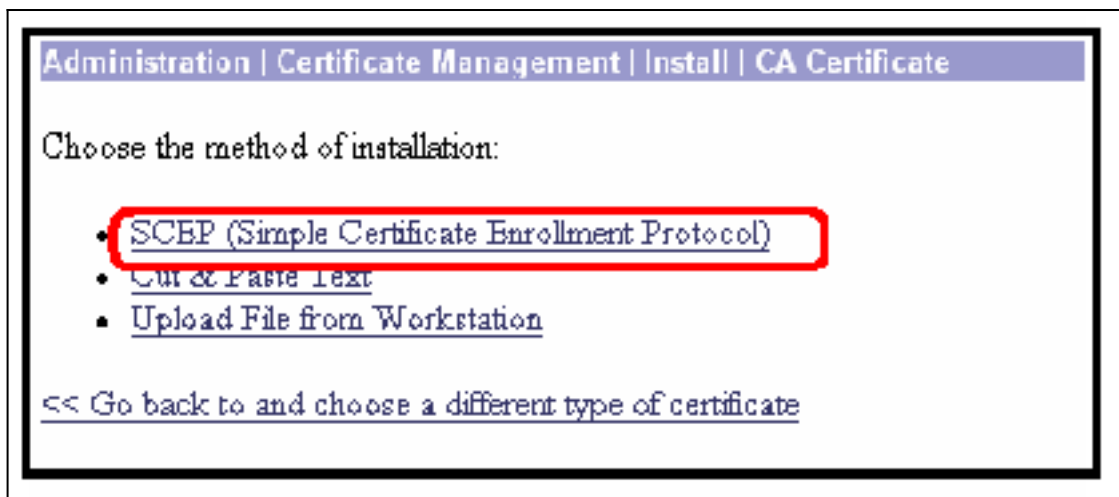 Administration | Certificate Management | Install | CA Certificate
Choose the method of installation:
• SCEP (Simple Certificate Enrollment Protocol)
• Cut & Paste Text
• Upload File from Workstation
<< Go back to and choose a different type of certificate